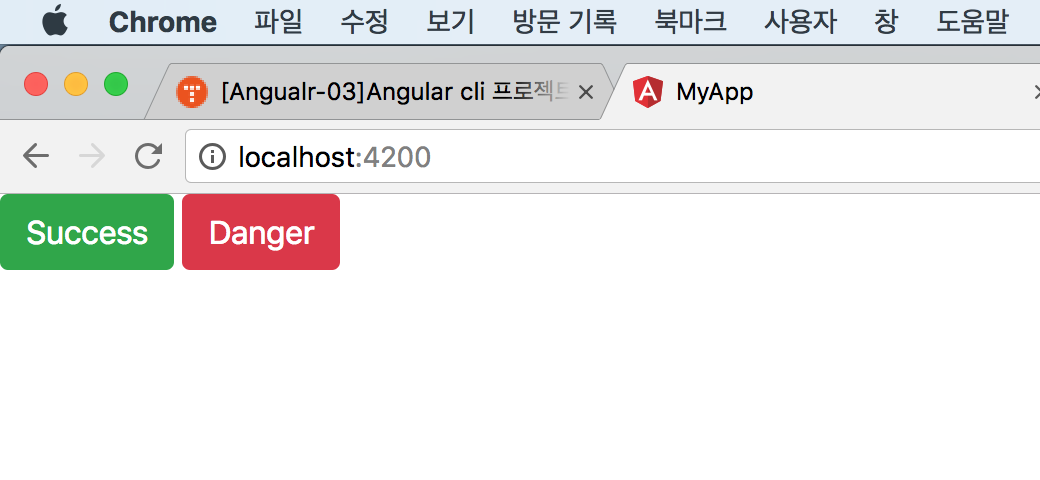 Chrome 파일 수정 보기 방문 기록 북마크 사용자 창 도움말
[Angualr-03]Angular cli 프로젝트 MyApp
localhost:4200
Success Danger